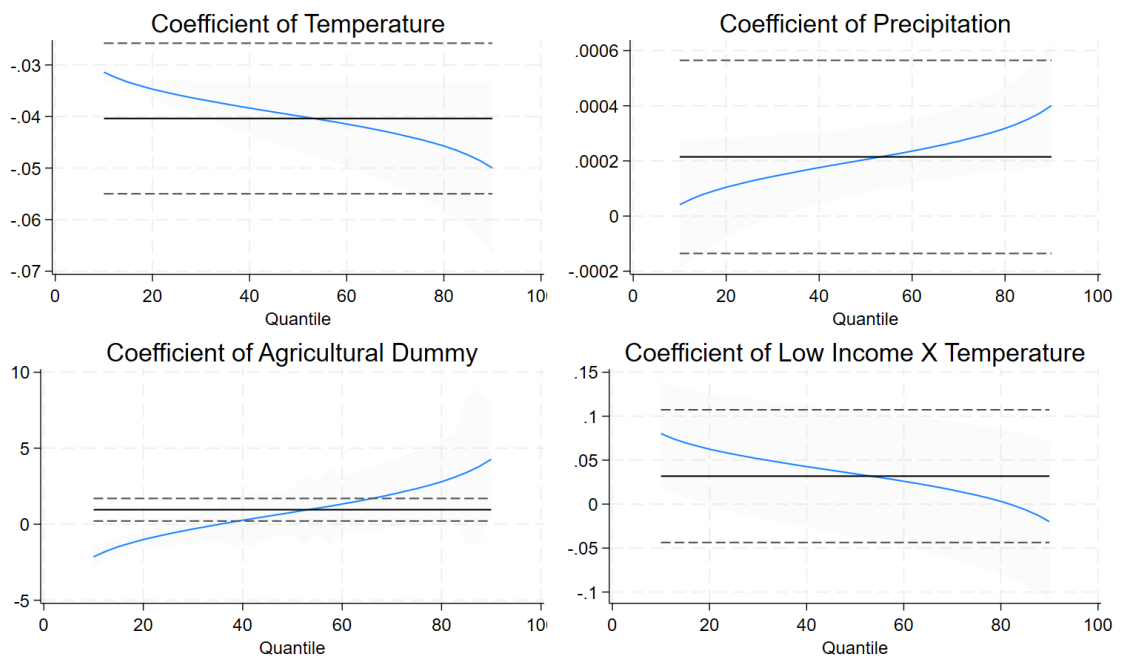 Coefficient of Temperature
-.03
-.04
-.05
-.06
-.07
0 20 40 60 80 100
Quantile
Coefficient of Precipitation
.0006
.0004
.0002
0
-.0002
0 20 40 60 80 100
Quantile
Coefficient of Agricultural Dummy
10
5
0
-5
0 20 40 60 80 100
Quantile
Coefficient of Low Income X Temperature
.15
.1
.05
0
-.05
-.1
0 20 40 60 80 100
Quantile